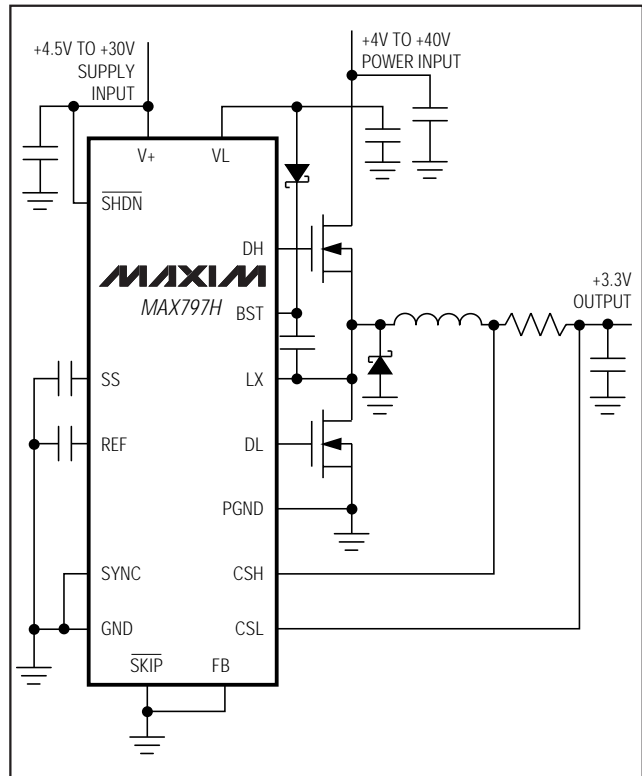 +4.5V TO +30V
SUPPLY
INPUT
+4V TO +40V
POWER INPUT
V+
VL
SHDN
DH
MAXIM
MAX797H
BST
+3.3V
OUTPUT
SS
LX
REF
DL
PGND
SYNC
CSH
GND
CSL
SKIP
FB